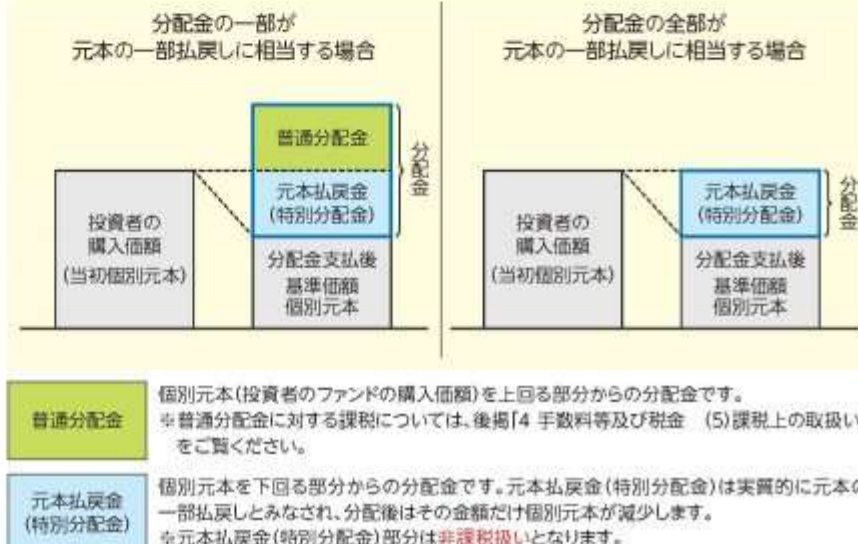 分配金の一部が
元本の一部払戻しに相当する場合
普通分配金
元本払戻金
(特別分配金)
分配金
投資者の
購入価額
(当初個別元本)
分配金支払後
基準価額
個別元本
分配金の全部が
元本の一部払戻しに相当する場合
元本払戻金
(特別分配金)
分配金
投資者の
購入価額
(当初個別元本)
分配金支払後
基準価額
個別元本
普通分配金
個別元本(投資者のファンドの購入価額)を上回る部分からの分配金です。
※普通分配金に対する課税については、後掲「4 手数料等及び税金 (5)課税上の取扱い
をご覧ください。
元本払戻金
(特別分配金)
個別元本を下回る部分からの分配金です。元本払戻金(特別分配金)は実質的に元本の
一部払戻しとみなされ、分配後はその金額だけ個別元本が減少します。
※元本払戻金(特別分配金)部分は非課税扱いとなります。